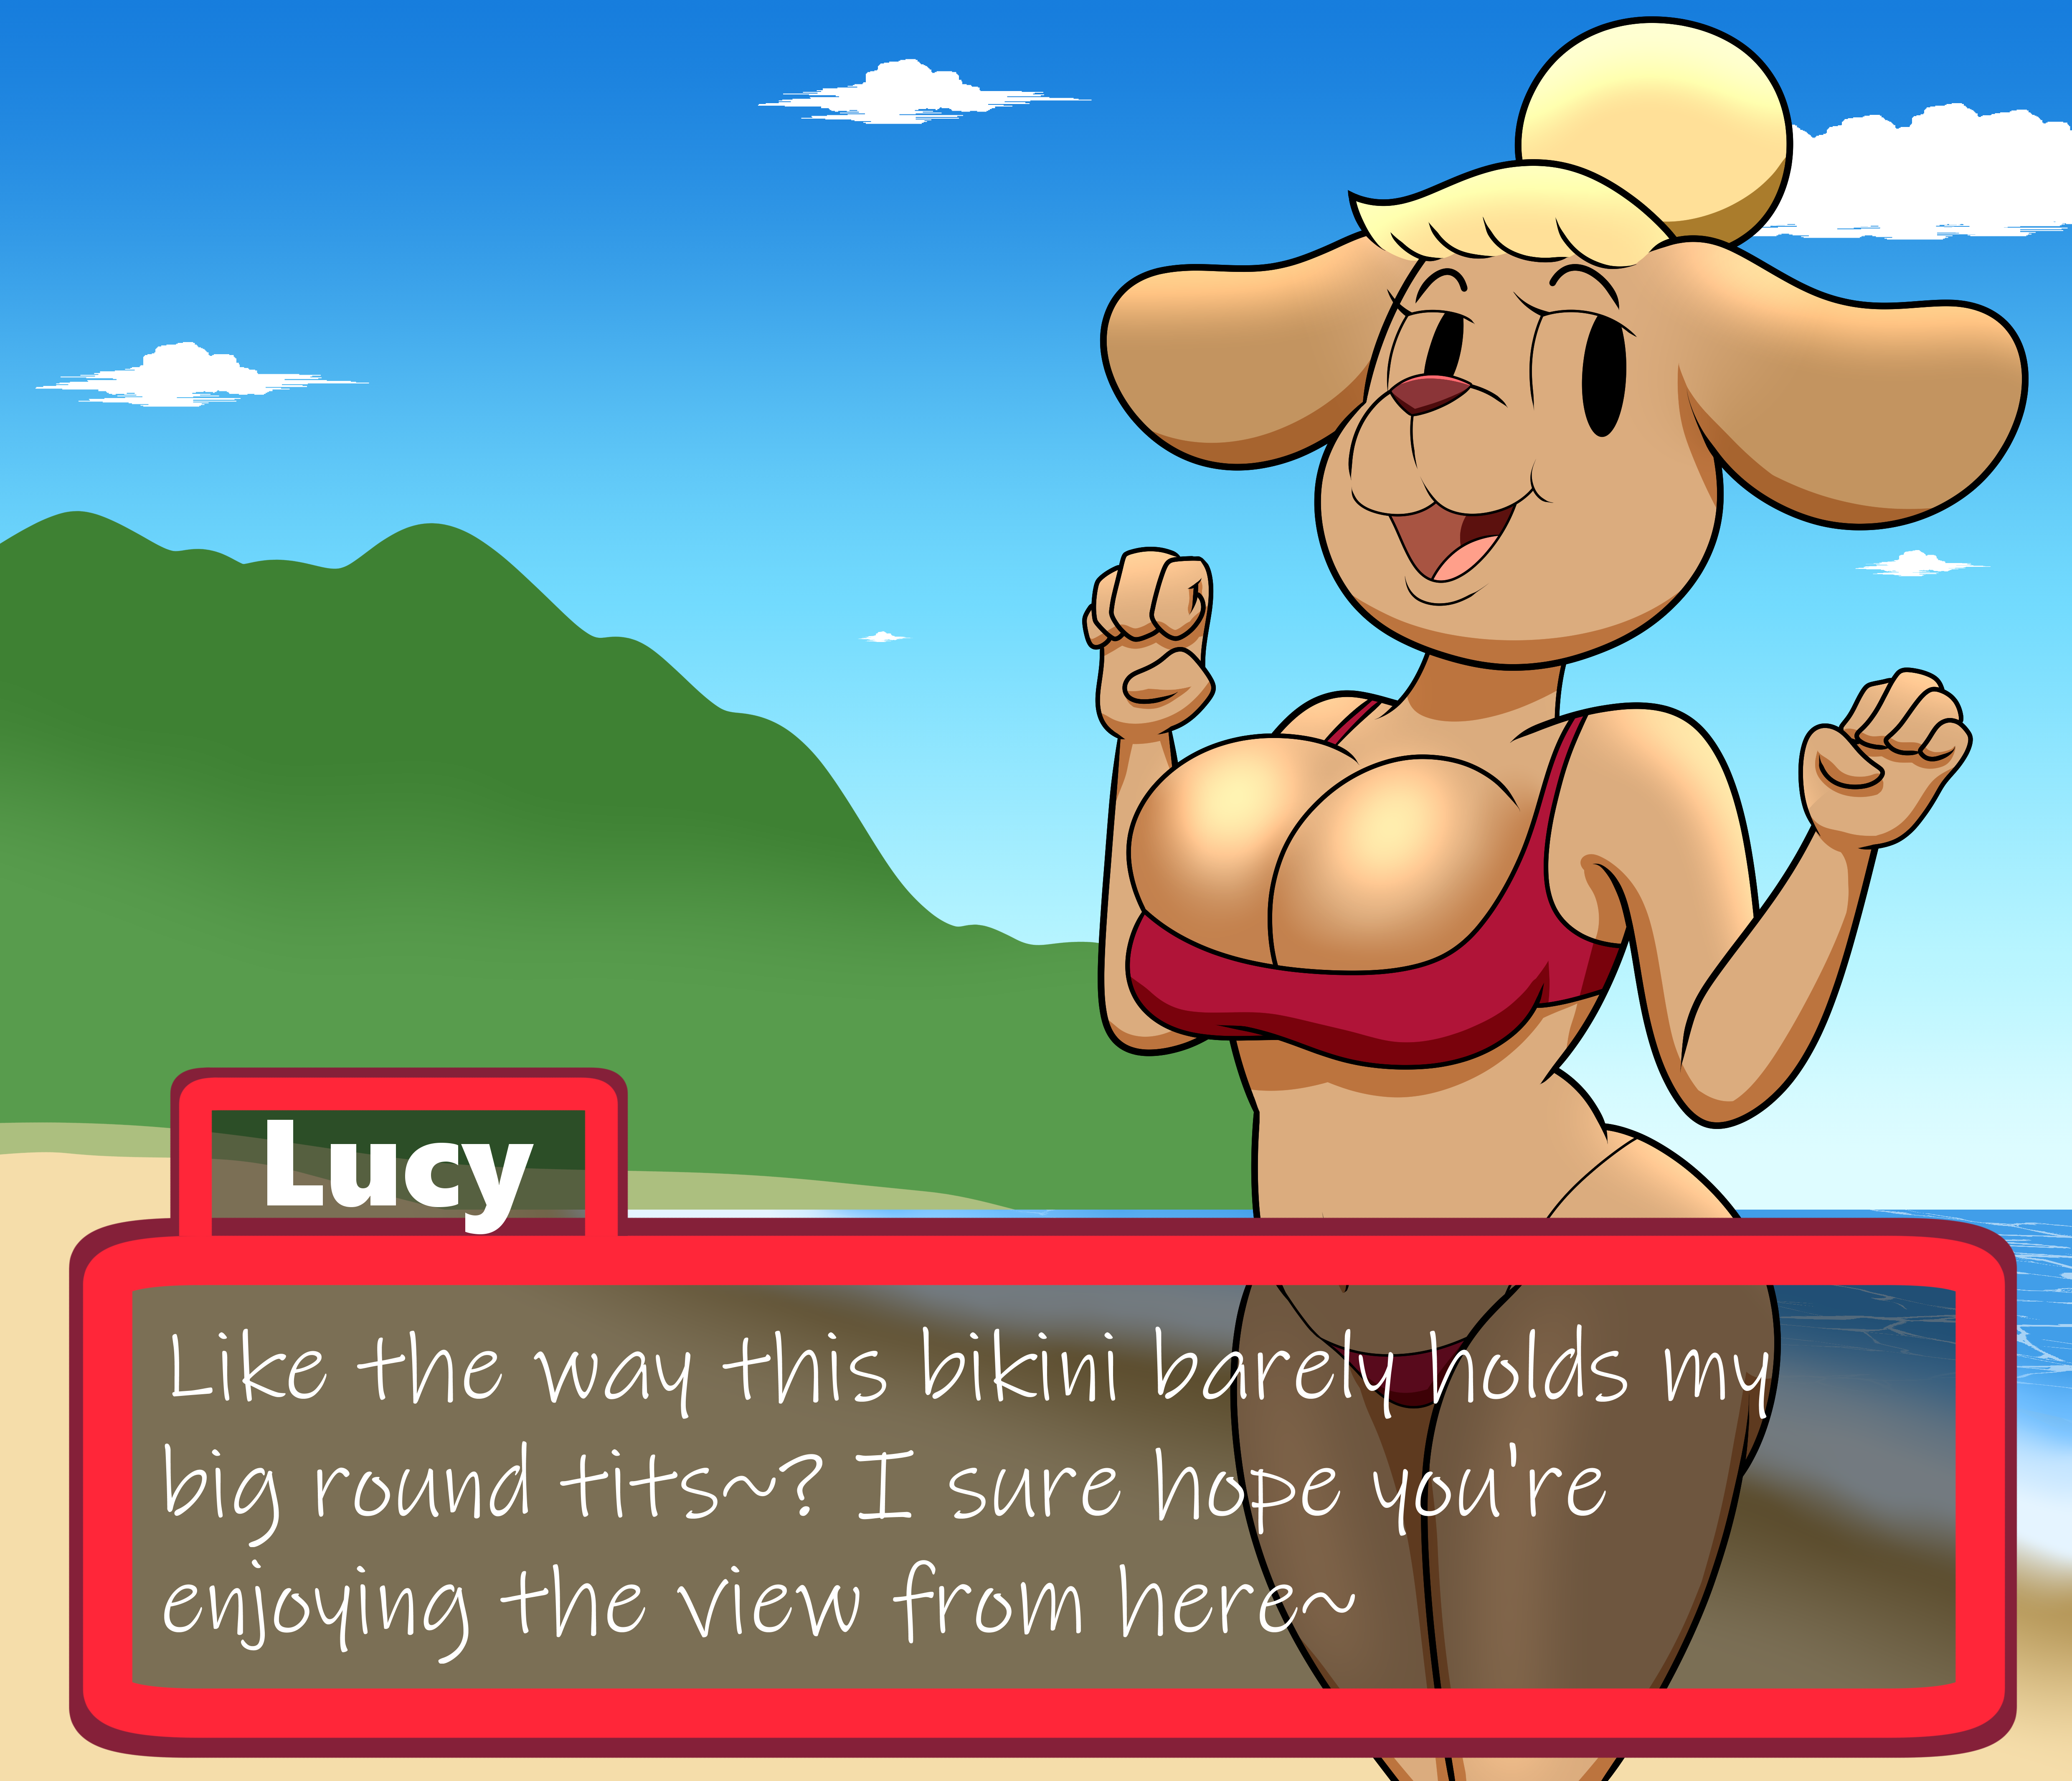 Lucy
Like the way this bikini barely holds my
big round tits~? I sure hope you're
enjoying the view from here~